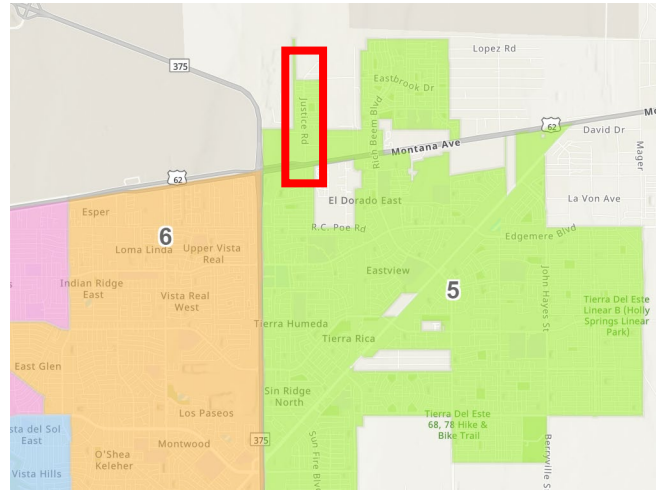 Lopez Rd
375
Eastbrook Dr
Justice Rd
Rich Beem Blvd
62
David Dr
Montana Ave
Mager
62
El Dorado East
La Von Ave
Esper
R.C. Poe Rd
6
Edgemere Blvd
Loma Linda
Upper Vista
Real
Eastview
5
Indian Ridge
East
Vista Real
West
John Hayes St
Tierra Del Este
Linear B (Holly
Springs Linear
Park)
Tierra Humeda
Tierra Rica
East Glen
Sin Ridge
North
Los Paseos
Tierra Del Este
68, 78 Hike &
Bike Trail
sta del Sol
East
Montwood
375
O'Shea
Keleher
Sun Fire Blv
Berryville S
Vista Hills